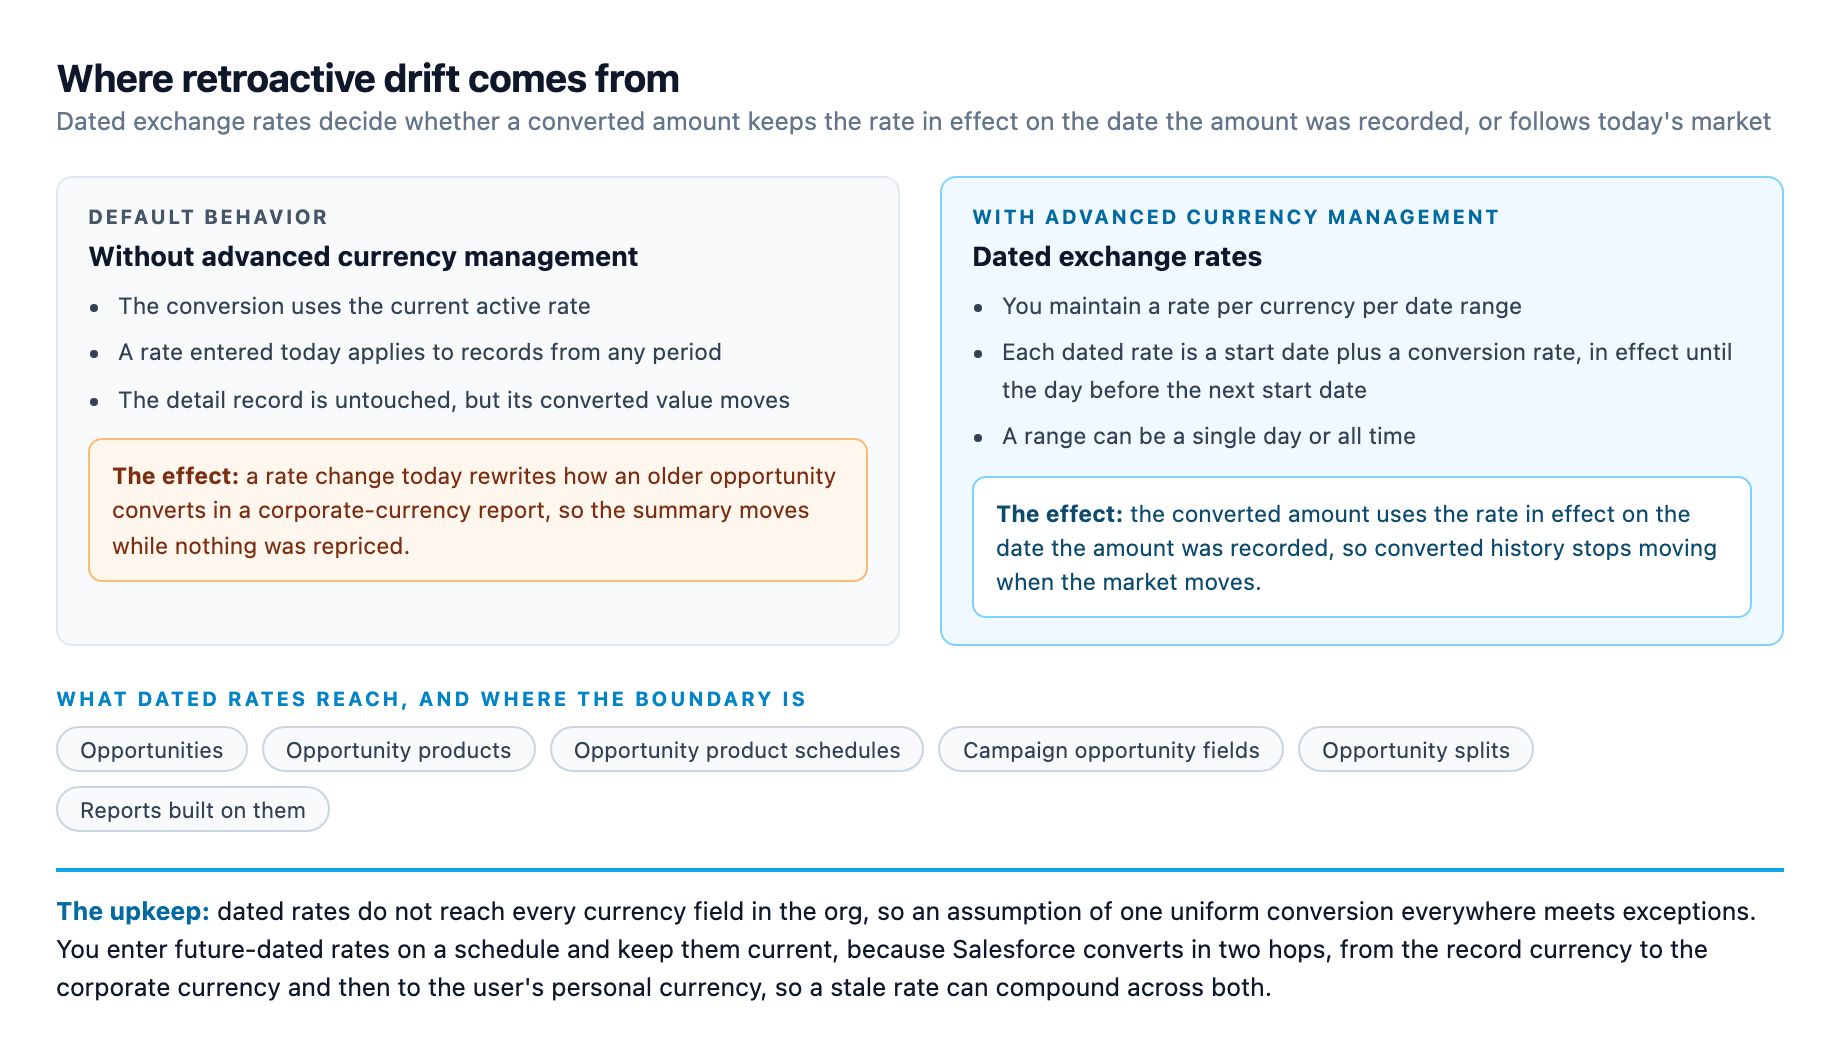 Where retroactive drift comes from
Dated exchange rates decide whether a converted amount keeps the rate in effect on the date the amount was recorded, or follows today's market
DEFAULT BEHAVIOR
Without advanced currency management
• The conversion uses the current active rate
• A rate entered today applies to records from any period
• The detail record is untouched, but its converted value moves
The effect: a rate change today rewrites how an older opportunity
converts in a corporate-currency report, so the summary moves
while nothing was repriced.
WITH ADVANCED CURRENCY MANAGEMENT
Dated exchange rates
• You maintain a rate per currency per date range
• Each dated rate is a start date plus a conversion rate, in effect until
the day before the next start date
• A range can be a single day or all time
The effect: the converted amount uses the rate in effect on the
date the amount was recorded, so converted history stops moving
when the market moves.
WHAT DATED RATES REACH, AND WHERE THE BOUNDARY IS
Opportunities
Opportunity products
Opportunity product schedules
Campaign opportunity fields
Opportunity splits
Reports built on them
The upkeep: dated rates do not reach every currency field in the org, so an assumption of one uniform conversion everywhere meets exceptions.
You enter future-dated rates on a schedule and keep them current, because Salesforce converts in two hops, from the record currency to the
corporate currency and then to the user's personal currency, so a stale rate can compound across both.